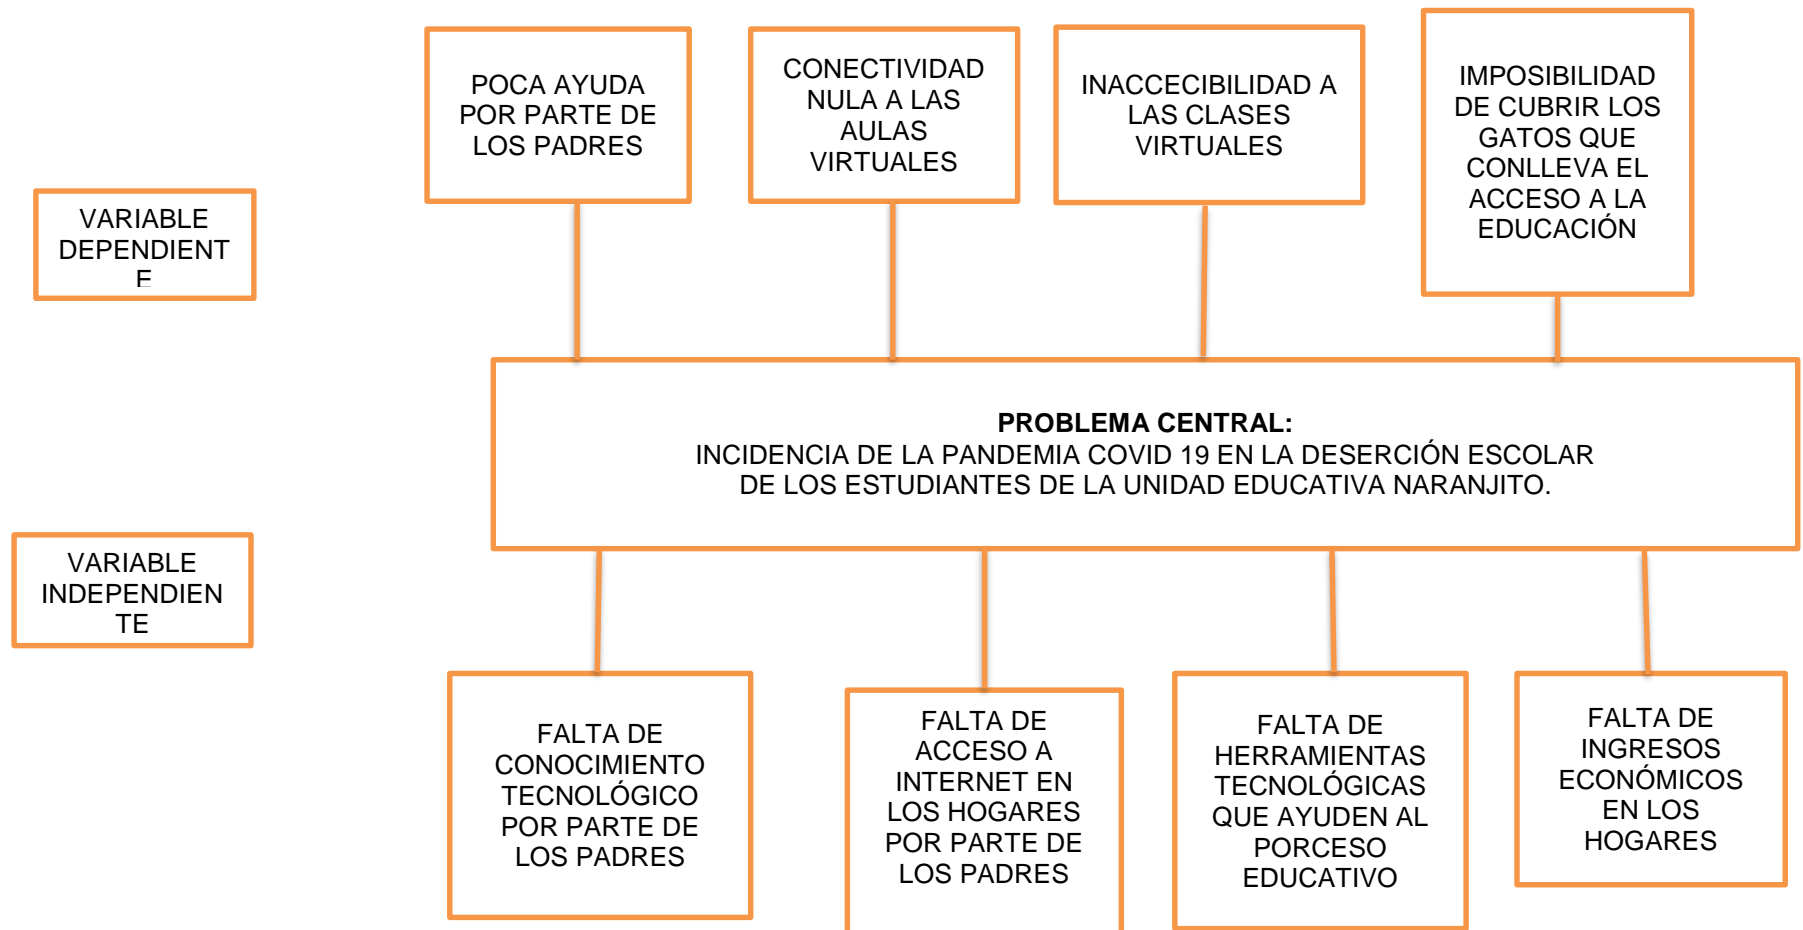 POCA AYUDA
POR PARTE DE
LOS PADRES
CONECTIVIDAD
NULA A LAS
AULAS
VIRTUALES
INACCECIBILIDAD A
LAS CLASES
VIRTUALES
IMPOSIBILIDAD
DE CUBRIR LOS
GATOS QUE
CONLLEVA EL
ACCESO A LA
EDUCACIÓN
VARIABLE
DEPENDIENT
E
PROBLEMA CENTRAL:
INCIDENCIA DE LA PANDEMIA COVID 19 EN LA DESERCIÓN ESCOLAR
DE LOS ESTUDIANTES DE LA UNIDAD EDUCATIVA NARANJITO.
VARIABLE
INDEPENDIEN
TE
FALTA DE
CONOCIMIENTO
TECNOLÓGICO
POR PARTE DE
LOS PADRES
FALTA DE
ACCESO A
INTERNET EN
LOS HOGARES
POR PARTE DE
LOS PADRES
FALTA DE
HERRAMIENTAS
TECNOLÓGICAS
QUE AYUDEN AL
PORCESO
EDUCATIVO
FALTA DE
INGRESOS
ECONÓMICOS
EN LOS
HOGARES